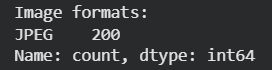 Image formats:
JPEG    200
Name: count, dtype: int64